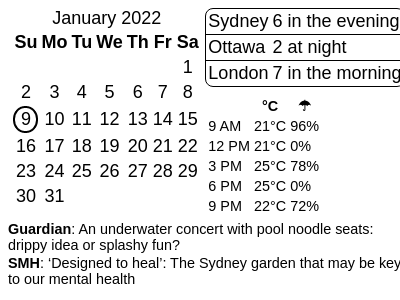 January 2022
Su Mo Tu We Th Fr Sa
1
2 3 4 5 6 7 8
9 10 11 12 13 14 15
16 17 18 19 20 21 22
23 24 25 26 27 28 29
30 31
Sydney 6 in the evening
Ottawa 2 at night
London 7 in the morning
°C ☂
9 AM 21°C 96%
12 PM 21°C 0%
3 PM 25°C 78%
6 PM 25°C 0%
9 PM 22°C 72%
Guardian: An underwater concert with pool noodle seats:
drippy idea or splashy fun?
SMH: ‘Designed to heal’: The Sydney garden that may be key
to our mental health